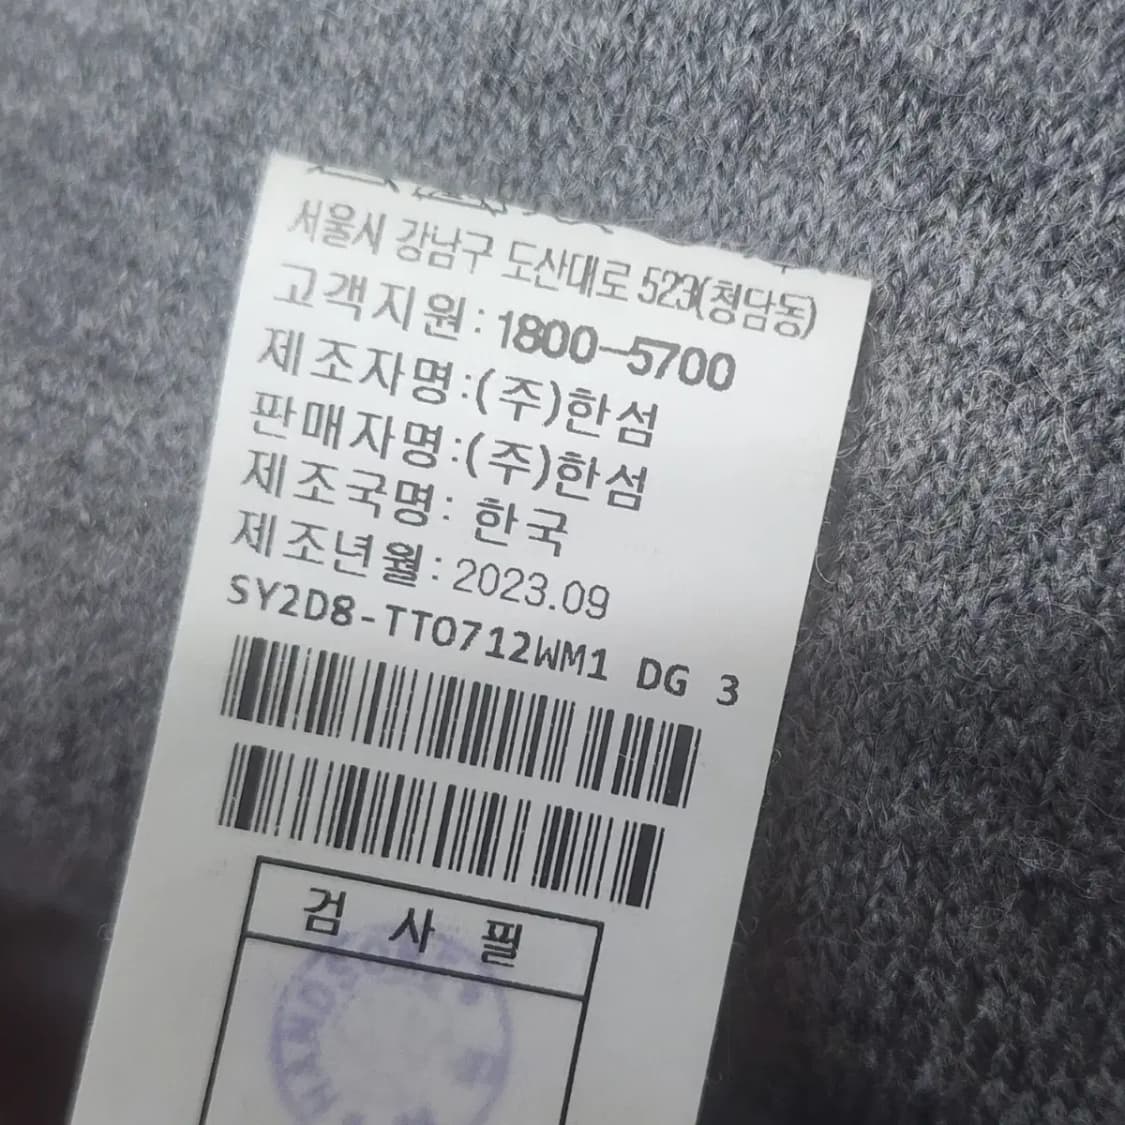 서울시 강남구 도산대로 523(청담동)
고객지원:1800-5700
제조자명:(주)한섬
판매자명:(주)한섬
제조국명: 한국
제조년월:2023.09
SY2D8-TTO712WM1 DG 3
검 사 필
HANDSOME